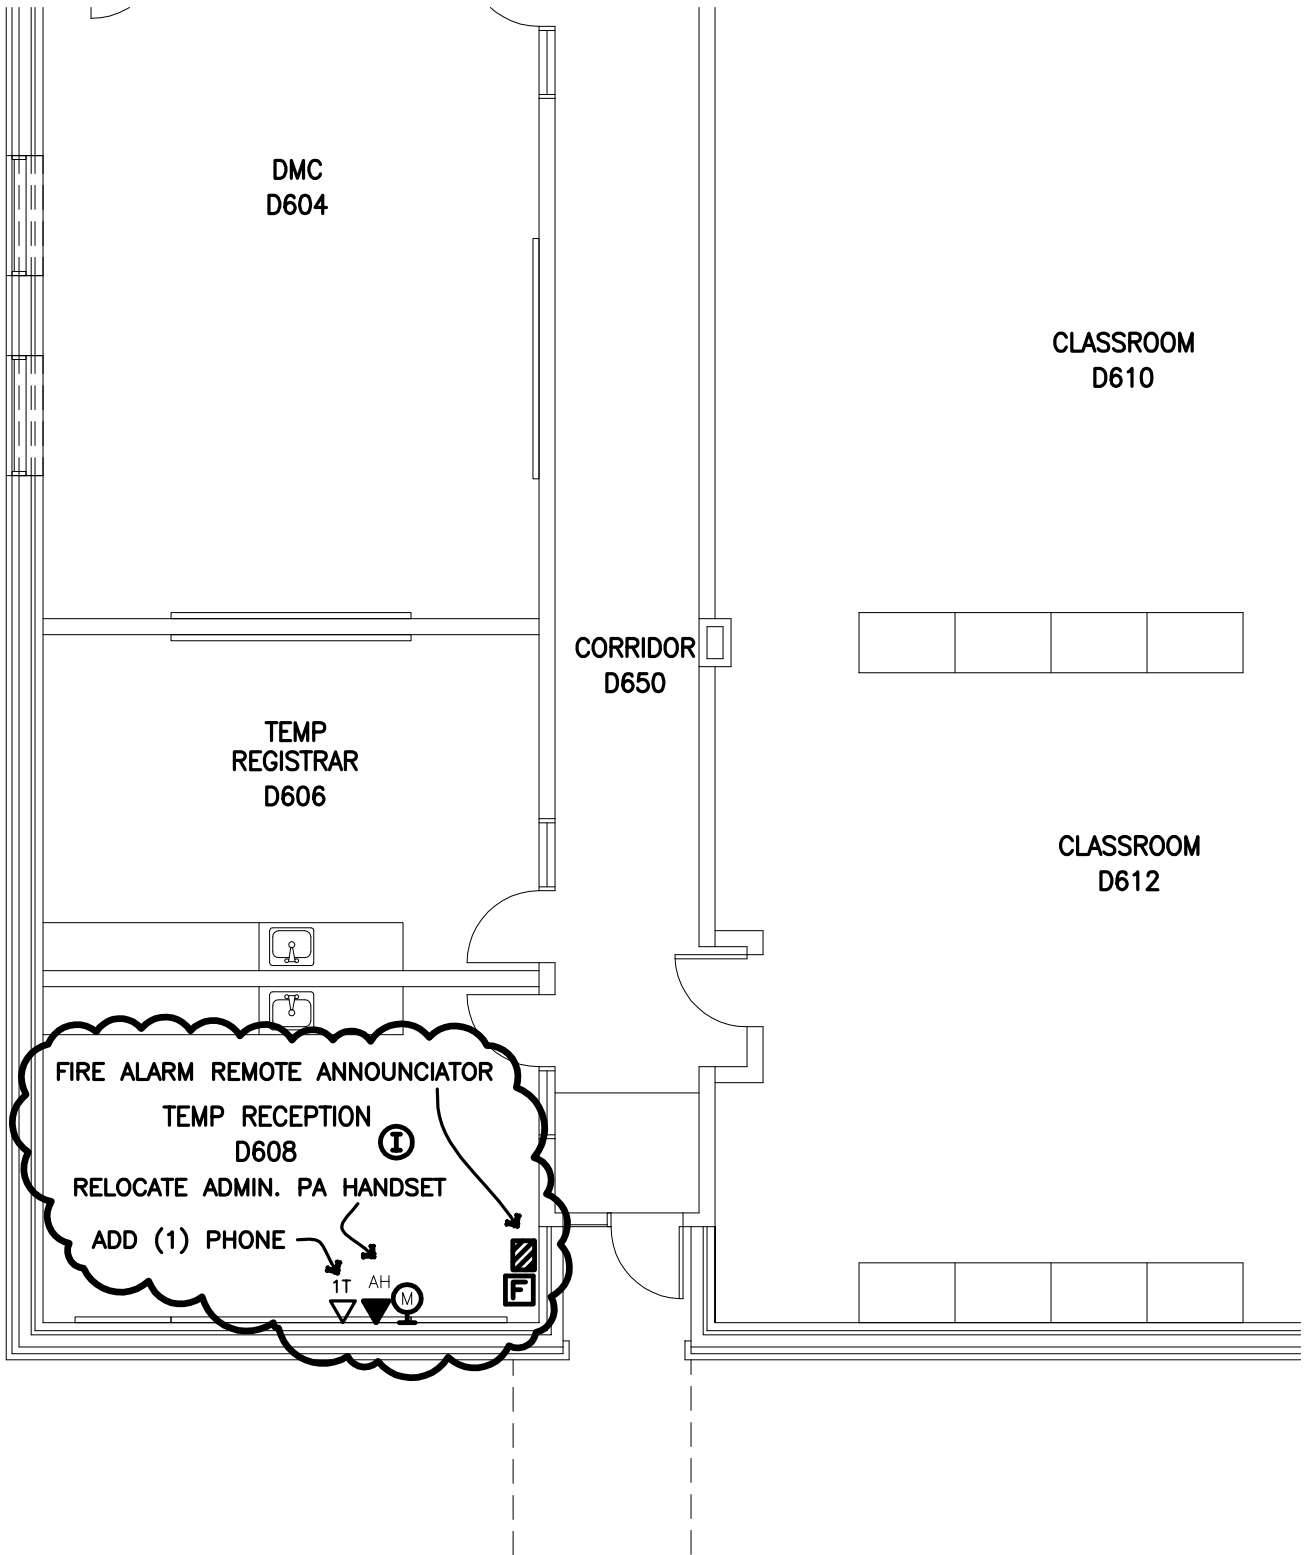 DMC
D604
CLASSROOM
D610
CORRIDOR
D650
TEMP
REGISTRAR
D606
CLASSROOM
D612
FIRE ALARM REMOTE ANNOUNCIATOR
TEMP RECEPTION
D608
I
RELOCATE ADMIN. PA HANDSET
ADD (1) PHONE
1T
AH
M
F